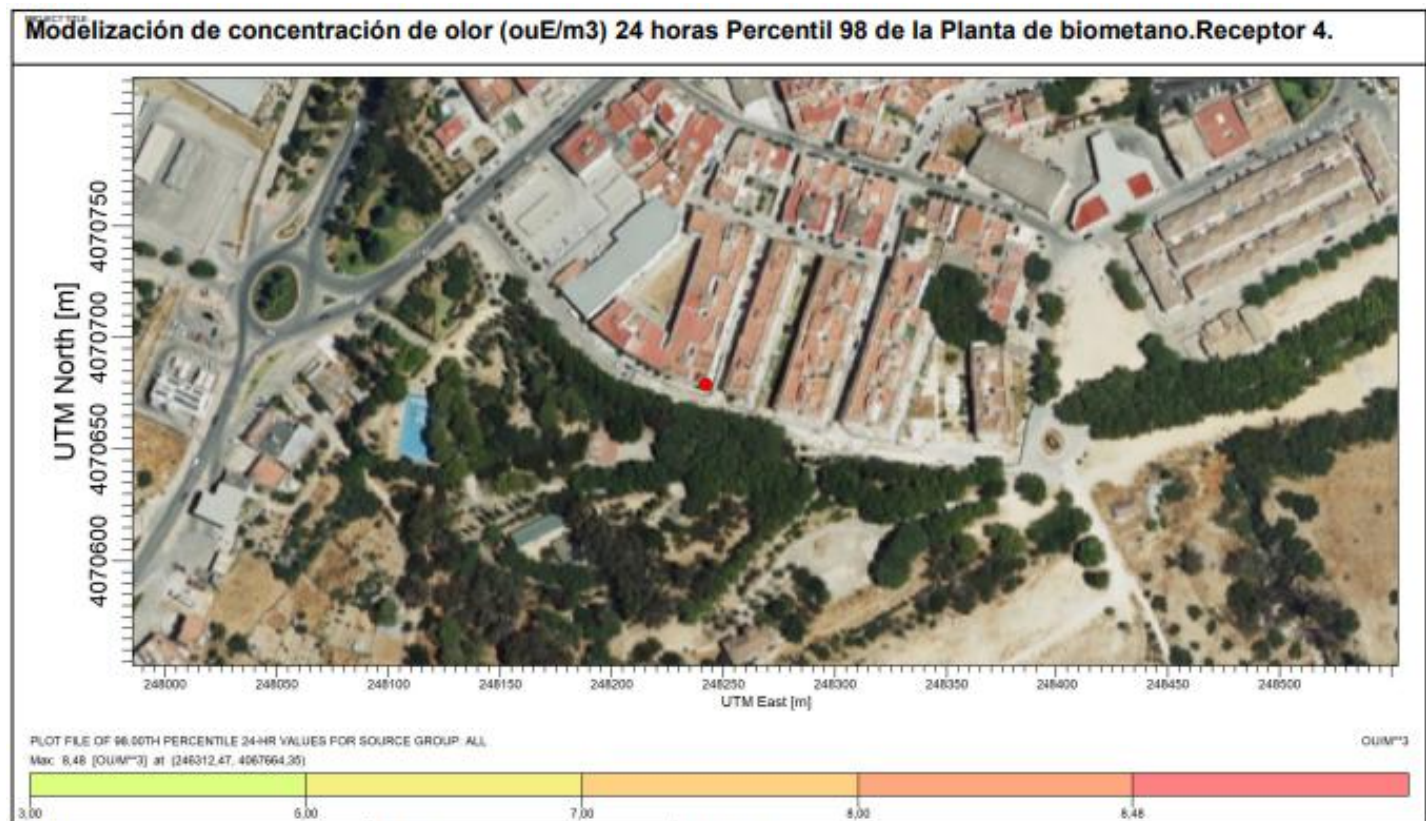 PROJECT TITLE:
Modelización de concentración de olor (ouE/m3) 24 horas Percentil 98 de la Planta de biometano.Receptor 4.
UTM North [m]
4070750
4070700
4070650
4070600
248000 248050 248100 248150 248200 248250 248300 248350 248400 248450 248500
UTM East [m]
PLOT FILE OF 98.00TH PERCENTILE 24-HR VALUES FOR SOURCE GROUP: ALL
OU/M**3
Max: 8,48 [OU/M**3] at (246312,47, 4067664,35)
3,00 5,00 7,00 8,00 8,48